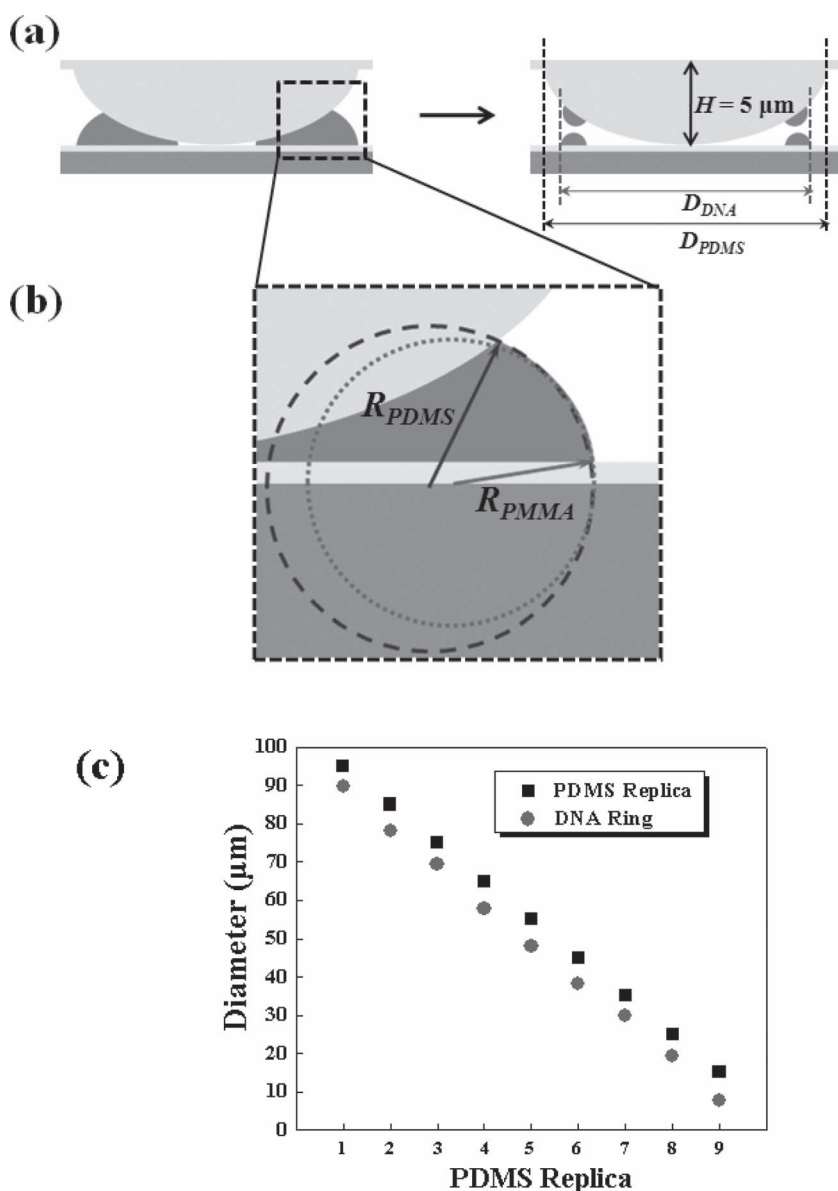 (a)
H = 5 μm
D_DNA
D_PDMS
(b)
R_PDMS
R_PMMA
(c)
100
90
80
70
60
50
40
30
20
10
0
Diameter (μm)
PDMS Replica
DNA Ring
1 2 3 4 5 6 7 8 9
PDMS Replica